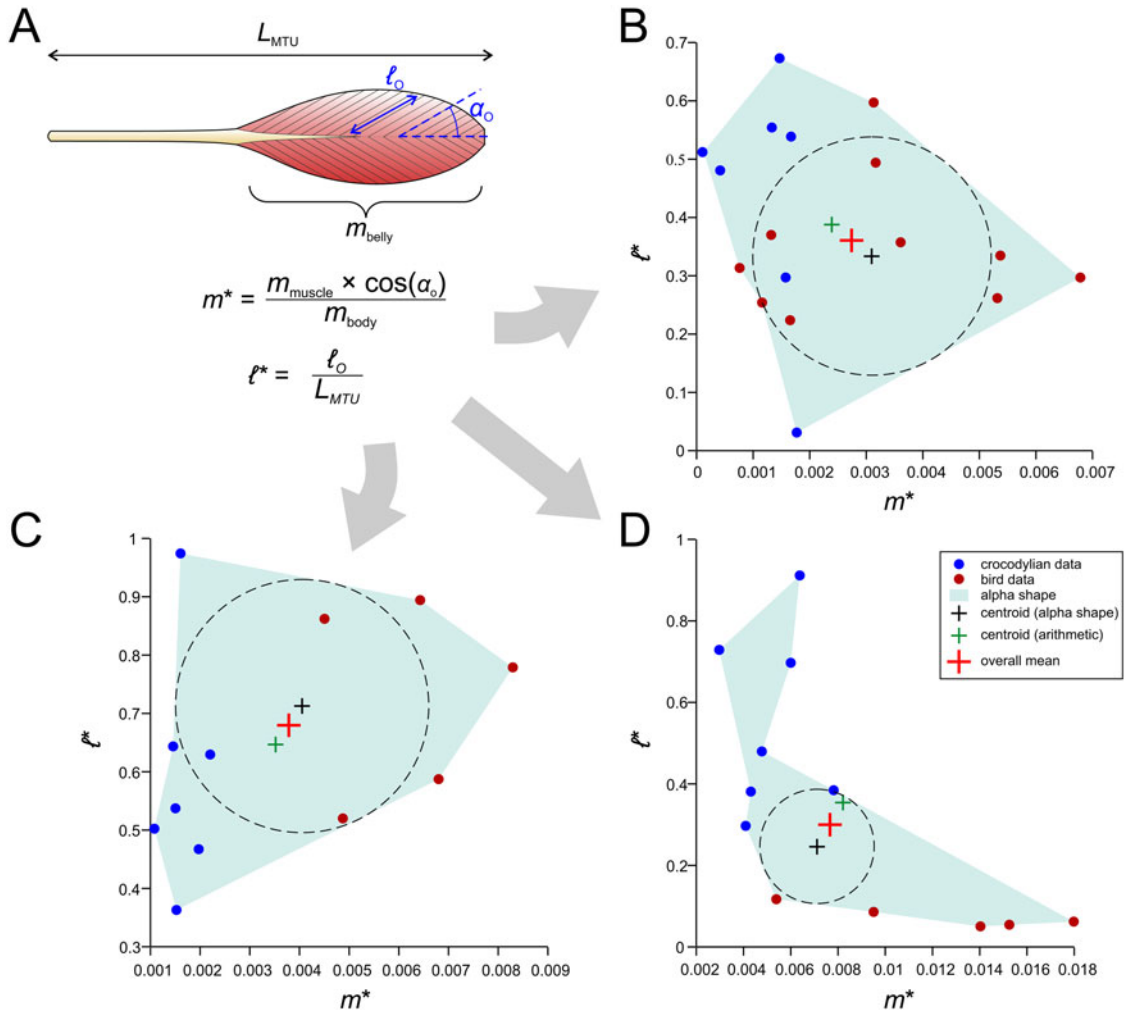 A
L_MTU
ℓ_O
α_O
m_belly
m* = m_muscle × cos(α_o) / m_body
ℓ* = ℓ_O / L_MTU
B
0.7
0.6
0.5
0.4
0.3
0.2
0.1
0
ℓ*
0 0.001 0.002 0.003 0.004 0.005 0.006 0.007
m*
C
1
0.9
0.8
0.7
0.6
0.5
0.4
0.3
ℓ*
0.001 0.002 0.003 0.004 0.005 0.006 0.007 0.008 0.009
m*
D
1
0.8
0.6
0.4
0.2
0
ℓ*
0.002 0.004 0.006 0.008 0.01 0.012 0.014 0.016 0.018
m*
crocodylian data
bird data
alpha shape
centroid (alpha shape)
centroid (arithmetic)
overall mean